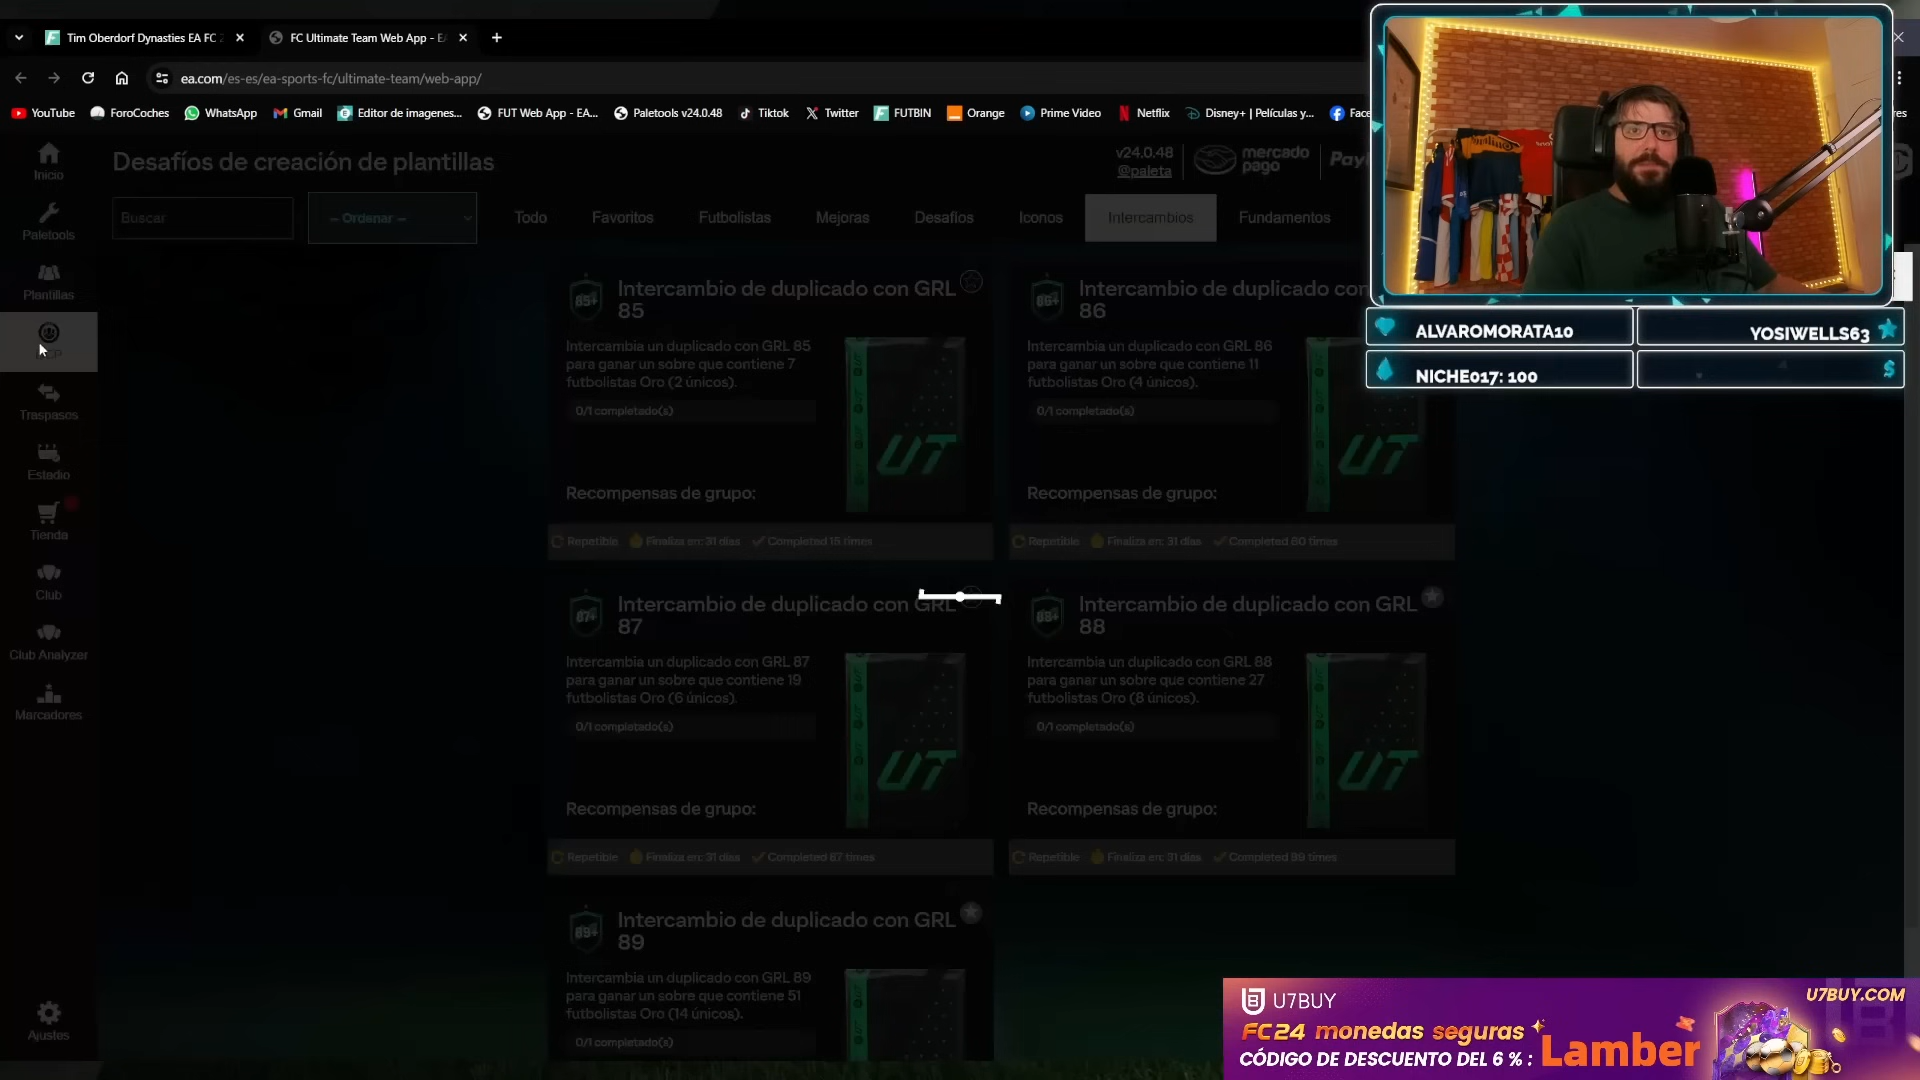 Tim Oberdorf Dynasties EA FC
FC Ultimate Team Web App - E
ea.com/es-es/ea-sports-fc/ultimate-team/web-app/
YouTube
ForoCoches
WhatsApp
Gmail
Editor de imagenes...
FUT Web App - EA...
Paletools v24.0.48
Tiktok
Twitter
FUTBIN
Orange
Prime Video
Netflix
Disney+ | Películas y...
Face
Inicio
Paletools
Plantillas
Traspasos
Estadio
Tienda
Club
Club Analyzer
Marcadores
Ajustes
Desafíos de creación de plantillas
v24.0.48
@paleta
mercado
pago
Pay
Buscar
-- Ordenar --
Todo
Favoritos
Futbolistas
Mejoras
Desafíos
Iconos
Intercambios
Fundamentos
85+
Intercambio de duplicado con GRL
85
Intercambia un duplicado con GRL 85
para ganar un sobre que contiene 7
futbolistas Oro (2 únicos).
0/1 completado(s)
UT
Recompensas de grupo:
Repetible
Finaliza en: 31 días
Completed 15 times
86+
Intercambio de duplicado con
86
Intercambia un duplicado con GRL 86
para ganar un sobre que contiene 11
futbolistas Oro (4 únicos).
0/1 completado(s)
UT
Recompensas de grupo:
Repetible
Finaliza en: 31 días
Completed 60 times
87+
Intercambio de duplicado con GRL
87
Intercambia un duplicado con GRL 87
para ganar un sobre que contiene 19
futbolistas Oro (6 únicos).
0/1 completado(s)
UT
Recompensas de grupo:
Repetible
Finaliza en: 31 días
Completed 87 times
88+
Intercambio de duplicado con GRL
88
Intercambia un duplicado con GRL 88
para ganar un sobre que contiene 27
futbolistas Oro (8 únicos).
0/1 completado(s)
UT
Recompensas de grupo:
Repetible
Finaliza en: 31 días
Completed 99 times
89+
Intercambio de duplicado con GRL
89
Intercambia un duplicado con GRL 89
para ganar un sobre que contiene 51
futbolistas Oro (14 únicos).
0/1 completado(s)
ALVAROMORATA10
YOSIWELLS63
NICHE017: 100
$
U7BUY
U7BUY.COM
FC24 monedas seguras
CÓDIGO DE DESCUENTO DEL 6 % : Lamber